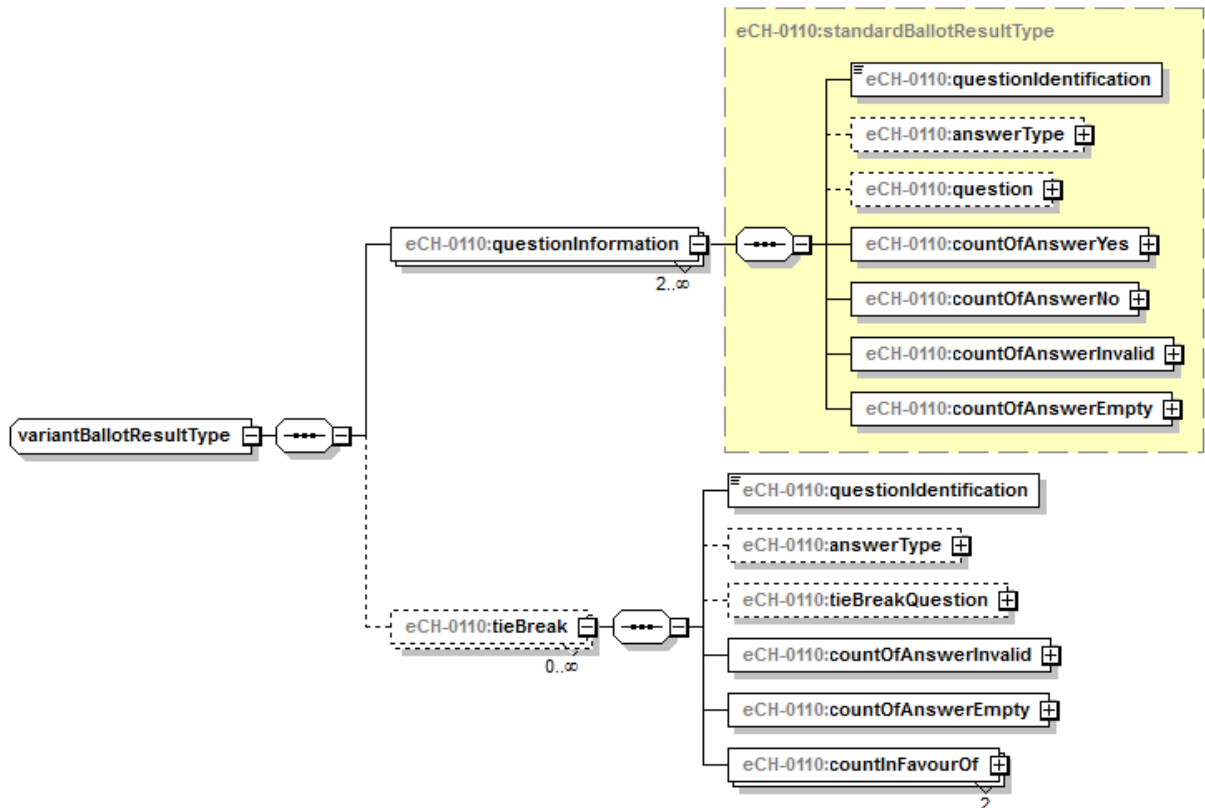 eCH-0110:standardBallotResultType
eCH-0110:questionIdentification
eCH-0110:answerType
eCH-0110:question
eCH-0110:questionInformation
2..∞
eCH-0110:countOfAnswerYes
eCH-0110:countOfAnswerNo
eCH-0110:countOfAnswerInvalid
eCH-0110:countOfAnswerEmpty
variantBallotResultType
eCH-0110:questionIdentification
eCH-0110:answerType
eCH-0110:tieBreakQuestion
eCH-0110:tieBreak
0..∞
eCH-0110:countOfAnswerInvalid
eCH-0110:countOfAnswerEmpty
eCH-0110:countInFavourOf
2